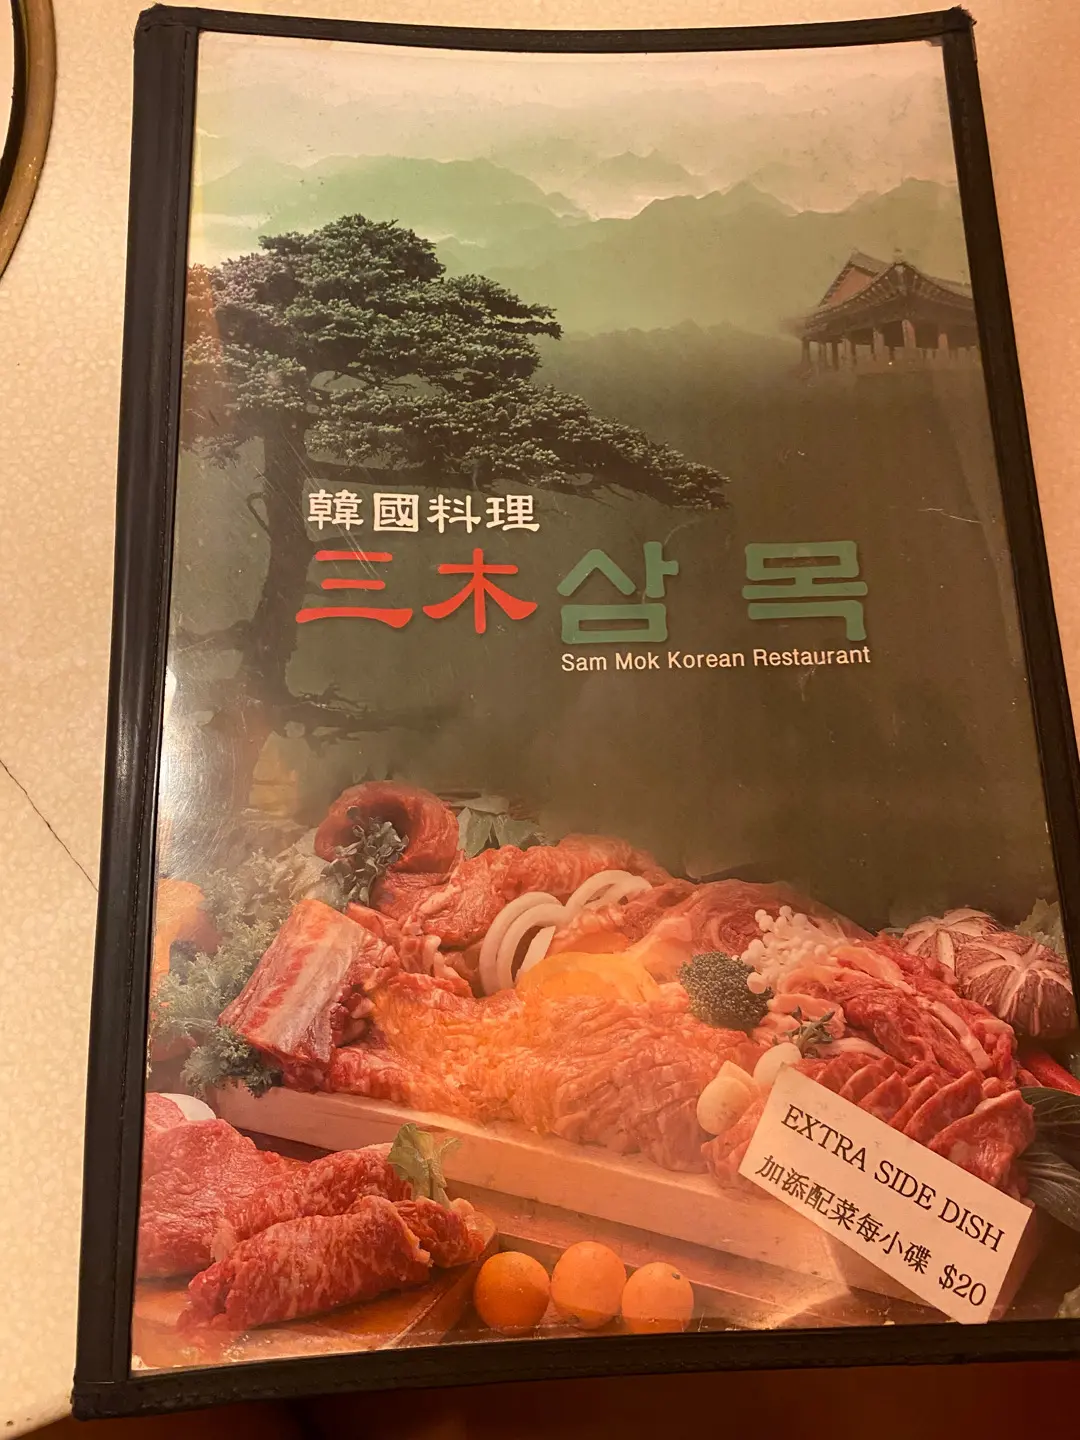 韓國料理
三木 삼목
Sam Mok Korean Restaurant
EXTRA SIDE DISH
加添配菜每小碟 $20